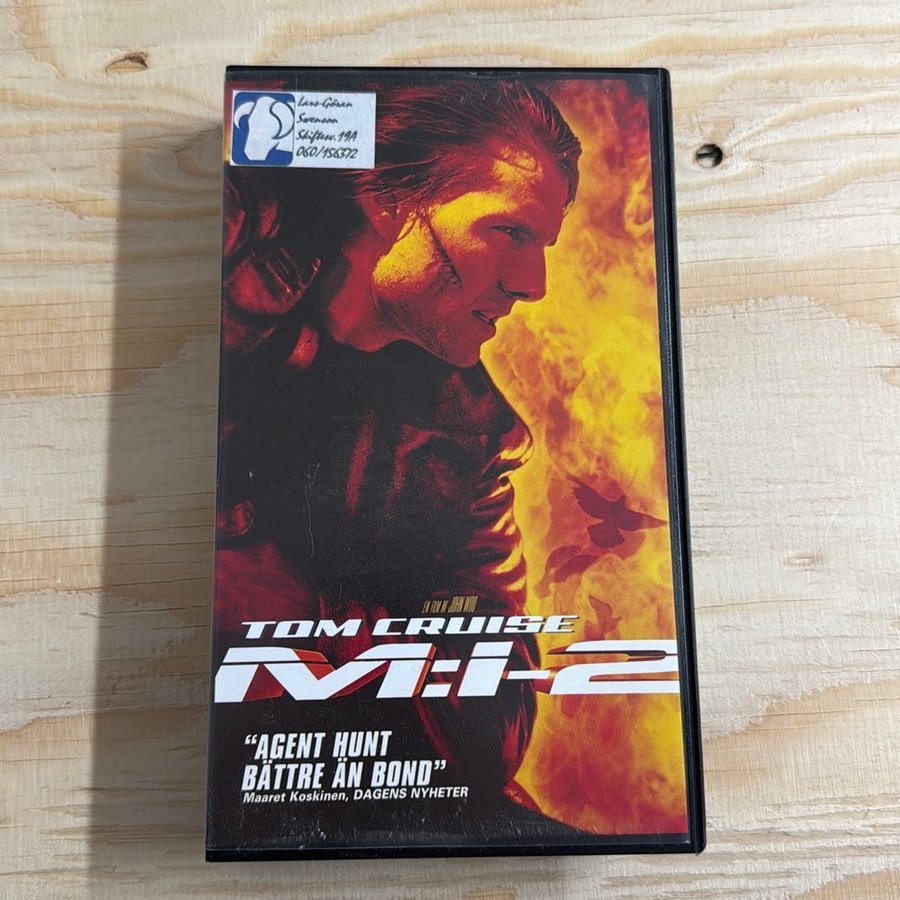 Lars-Göran
Swenson
Skiftesv. 19A
060/156372
EN FILM AV JOHN WOO
TOM CRUISE
M:I-2
"AGENT HUNT
BÄTTRE ÄN BOND"
Maaret Koskinen, DAGENS NYHETER